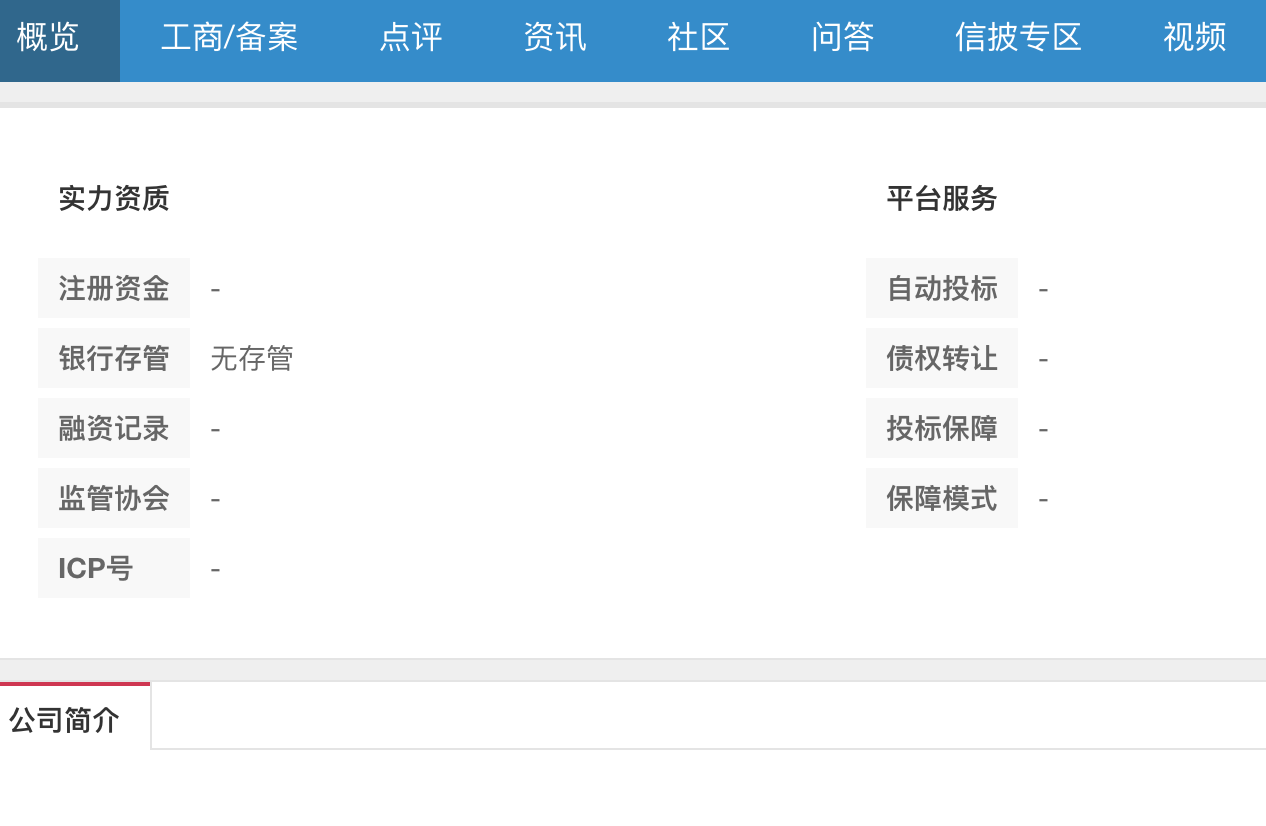 概览 工商/备案 点评 资讯 社区 问答 信披专区 视频
实力资质
注册资金 -
银行存管 无存管
融资记录 -
监管协会 -
ICP号 -
平台服务
自动投标 -
债权转让 -
投标保障 -
保障模式 -
公司简介